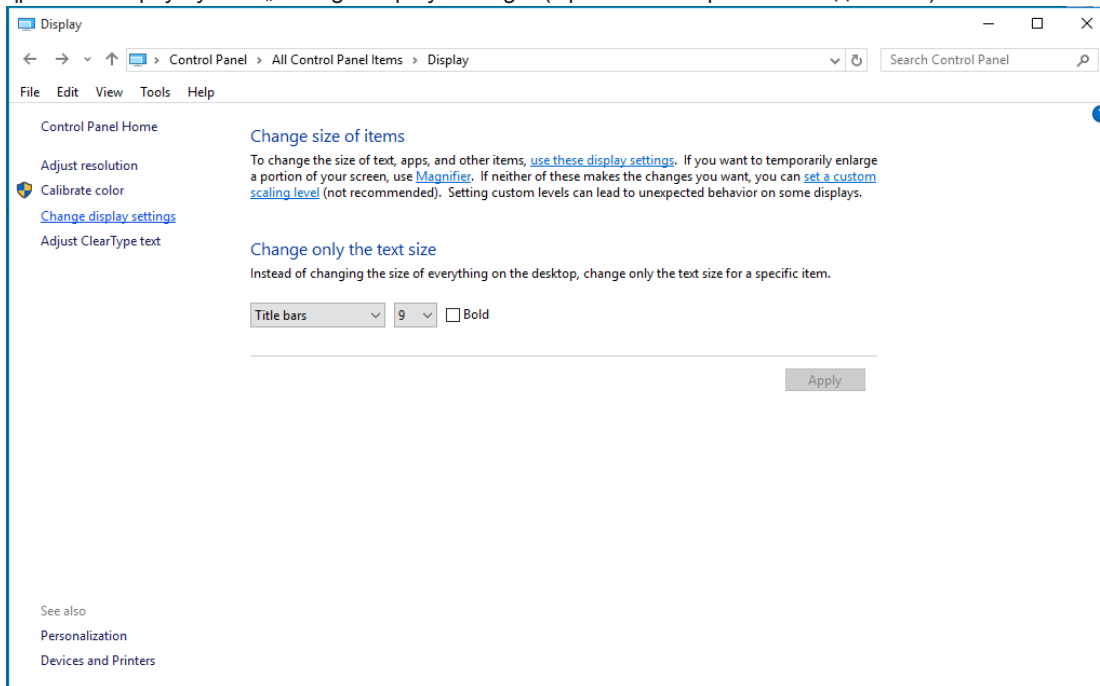 Display
Control Panel > All Control Panel Items > Display
Search Control Panel
File Edit View Tools Help
Control Panel Home
Adjust resolution
Calibrate color
Change display settings
Adjust ClearType text
Change size of items
To change the size of text, apps, and other items, use these display settings. If you want to temporarily enlarge
a portion of your screen, use Magnifier. If neither of these makes the changes you want, you can set a custom
scaling level (not recommended). Setting custom levels can lead to unexpected behavior on some displays.
Change only the text size
Instead of changing the size of everything on the desktop, change only the text size for a specific item.
Title bars 9 Bold
Apply
See also
Personalization
Devices and Printers